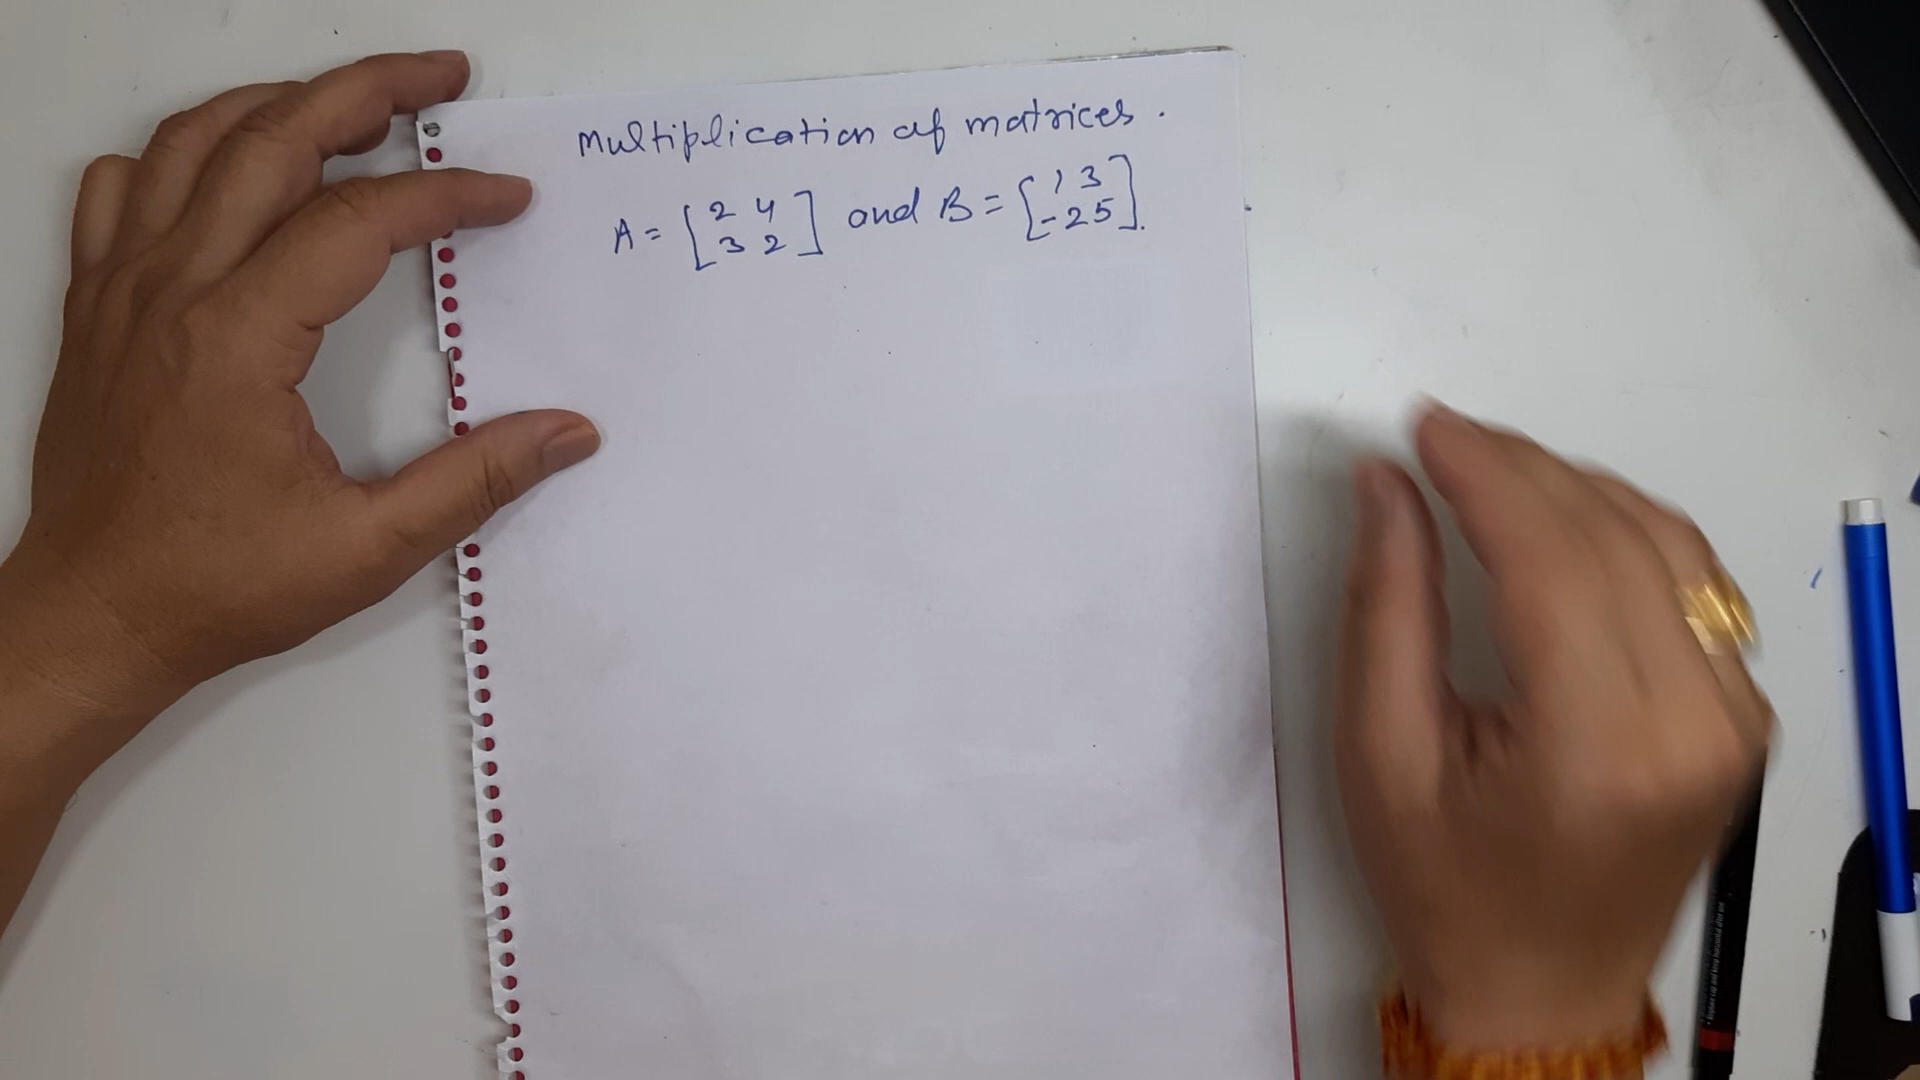 Multiplication of matrices.
A = [2 4 and B = [1 3
3 2] -2 5].